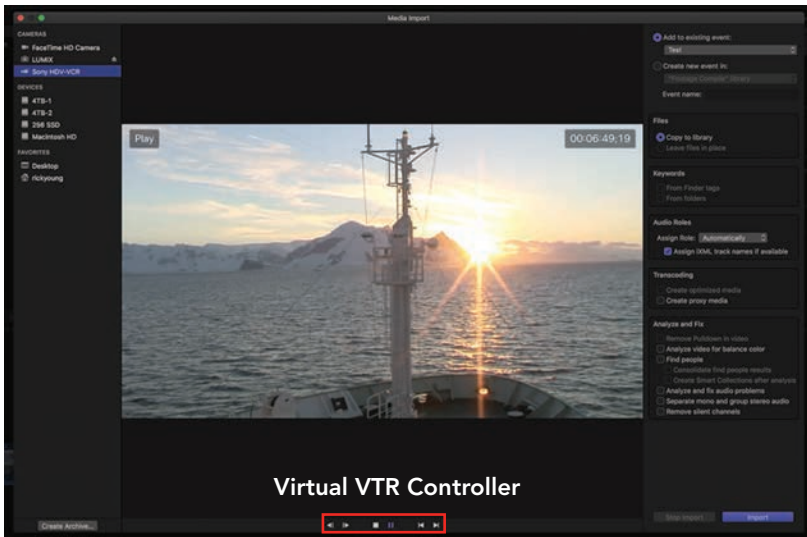 Media Import
CAMERAS
FaceTime HD Camera
LUMIX
Sony HDV-VCR
DEVICES
4TB-1
4TB-2
256 SSD
Macintosh HD
FAVORITES
Desktop
rickyoung
Create Archive...
Play
00:06:49;19
Virtual VTR Controller
Add to existing event:
Test
Create new event in:
Event name:
Files
Copy to library
Leave files in place
Keywords
From Finder tags
From folders
Audio Roles
Assign Role: Automatically
Assign iXML track names if available
Transcoding
Create optimized media
Create proxy media
Analyze and Fix
Remove Pulldown in video
Analyze video for balance color
Find people
Consolidate find people results
Create Smart Collections after analysis
Analyze and fix audio problems
Separate mono and group stereo audio
Remove silent channels
Stop Import
Import